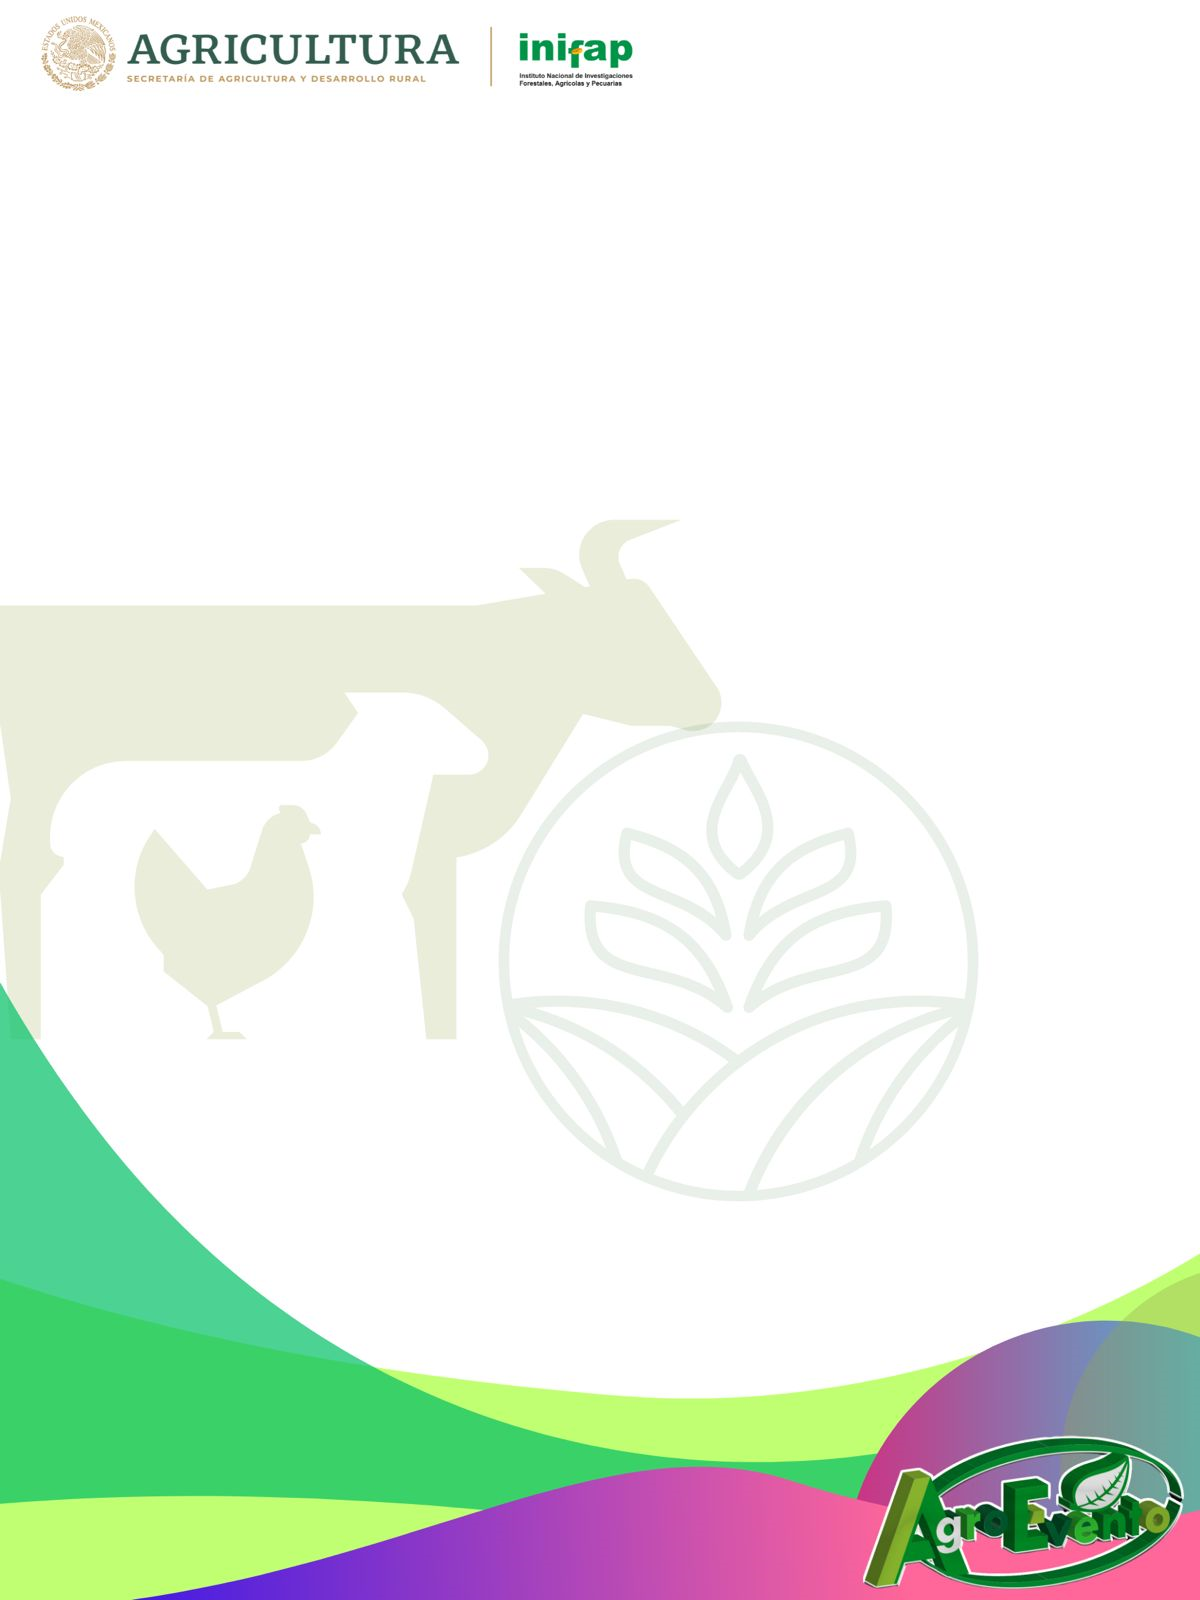 ESTADOS UNIDOS MEXICANOS
AGRICULTURA
SECRETARÍA DE AGRICULTURA Y DESARROLLO RURAL
inifap
Instituto Nacional de Investigaciones
Forestales, Agrícolas y Pecuarias
AgroEvento